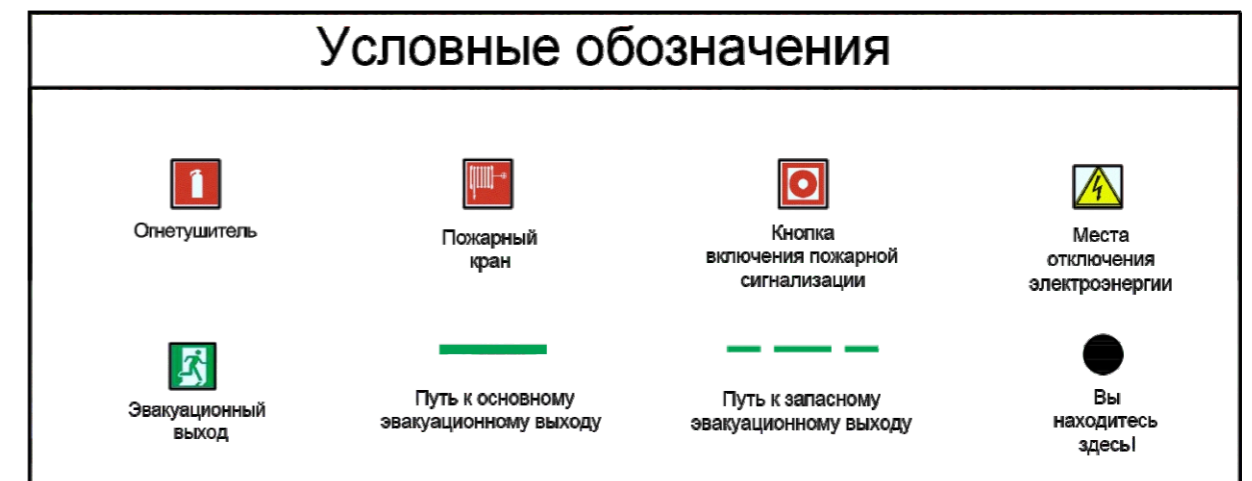 Условные обозначения
Огнетушитель
Пожарный
кран
Кнопка
включения пожарной
сигнализации
Места
отключения
электроэнергии
Эвакуационный
выход
Путь к основному
эвакуационному выходу
Путь к запасному
эвакуационному выходу
Вы
находитесь
здесь!